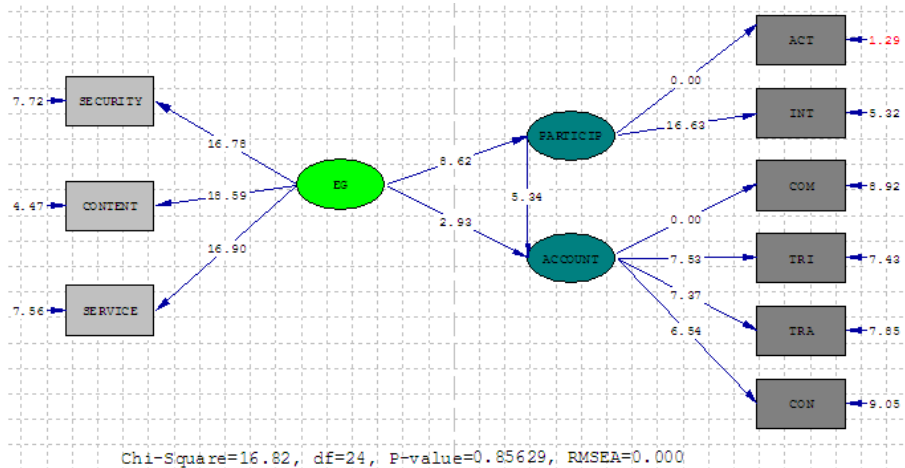 ACT
1.29
7.72
SECURITY
0.00
16.78
INT
5.32
16.63
PARTICIP
8.62
EG
COM
8.92
4.47
CONTENT
18.59
5.34
0.00
2.93
16.90
ACCOUNT
7.53
TRI
7.43
7.56
SERVICE
7.37
6.54
TRA
7.85
CON
9.05
Chi-Square=16.82, df=24, P-value=0.85629, RMSEA=0.000